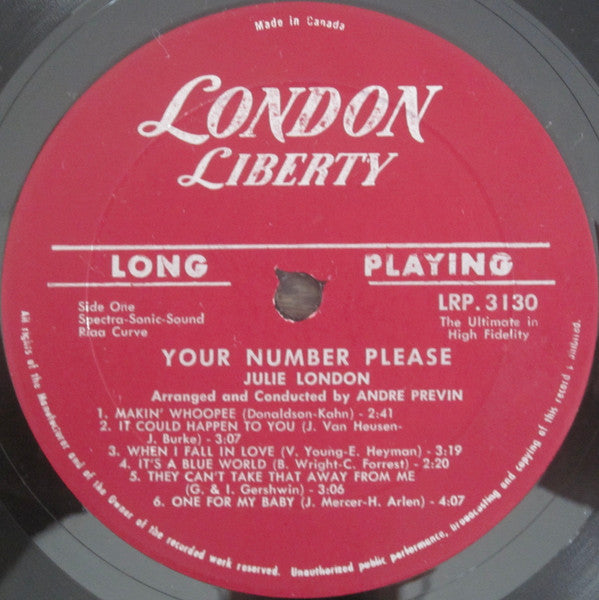 Made in Canada
LONDON
LIBERTY
LONG PLAYING
Side One
Spectra-Sonic-Sound
Riaa Curve
LRP. 3130
The Ultimate in
High Fidelity
YOUR NUMBER PLEASE
JULIE LONDON
Arranged and Conducted by ANDRE PREVIN
1. MAKIN' WHOOPEE (Donaldson-Kahn) - 2:41
2. IT COULD HAPPEN TO YOU (J. Van Heusen-
J. Burke) - 3:07
3. WHEN I FALL IN LOVE (V. Young-E. Heyman) - 3:19
4. IT'S A BLUE WORLD (B. Wright-C. Forrest) - 2:20
5. THEY CAN'T TAKE THAT AWAY FROM ME
(G. & I. Gershwin) - 3:06
6. ONE FOR MY BABY (J. Mercer-H. Arlen) - 4:07
All rights of the Manufacturer and of the Owner of the recorded work reserved. Unauthorized public performance, broadcasting and copying of this record